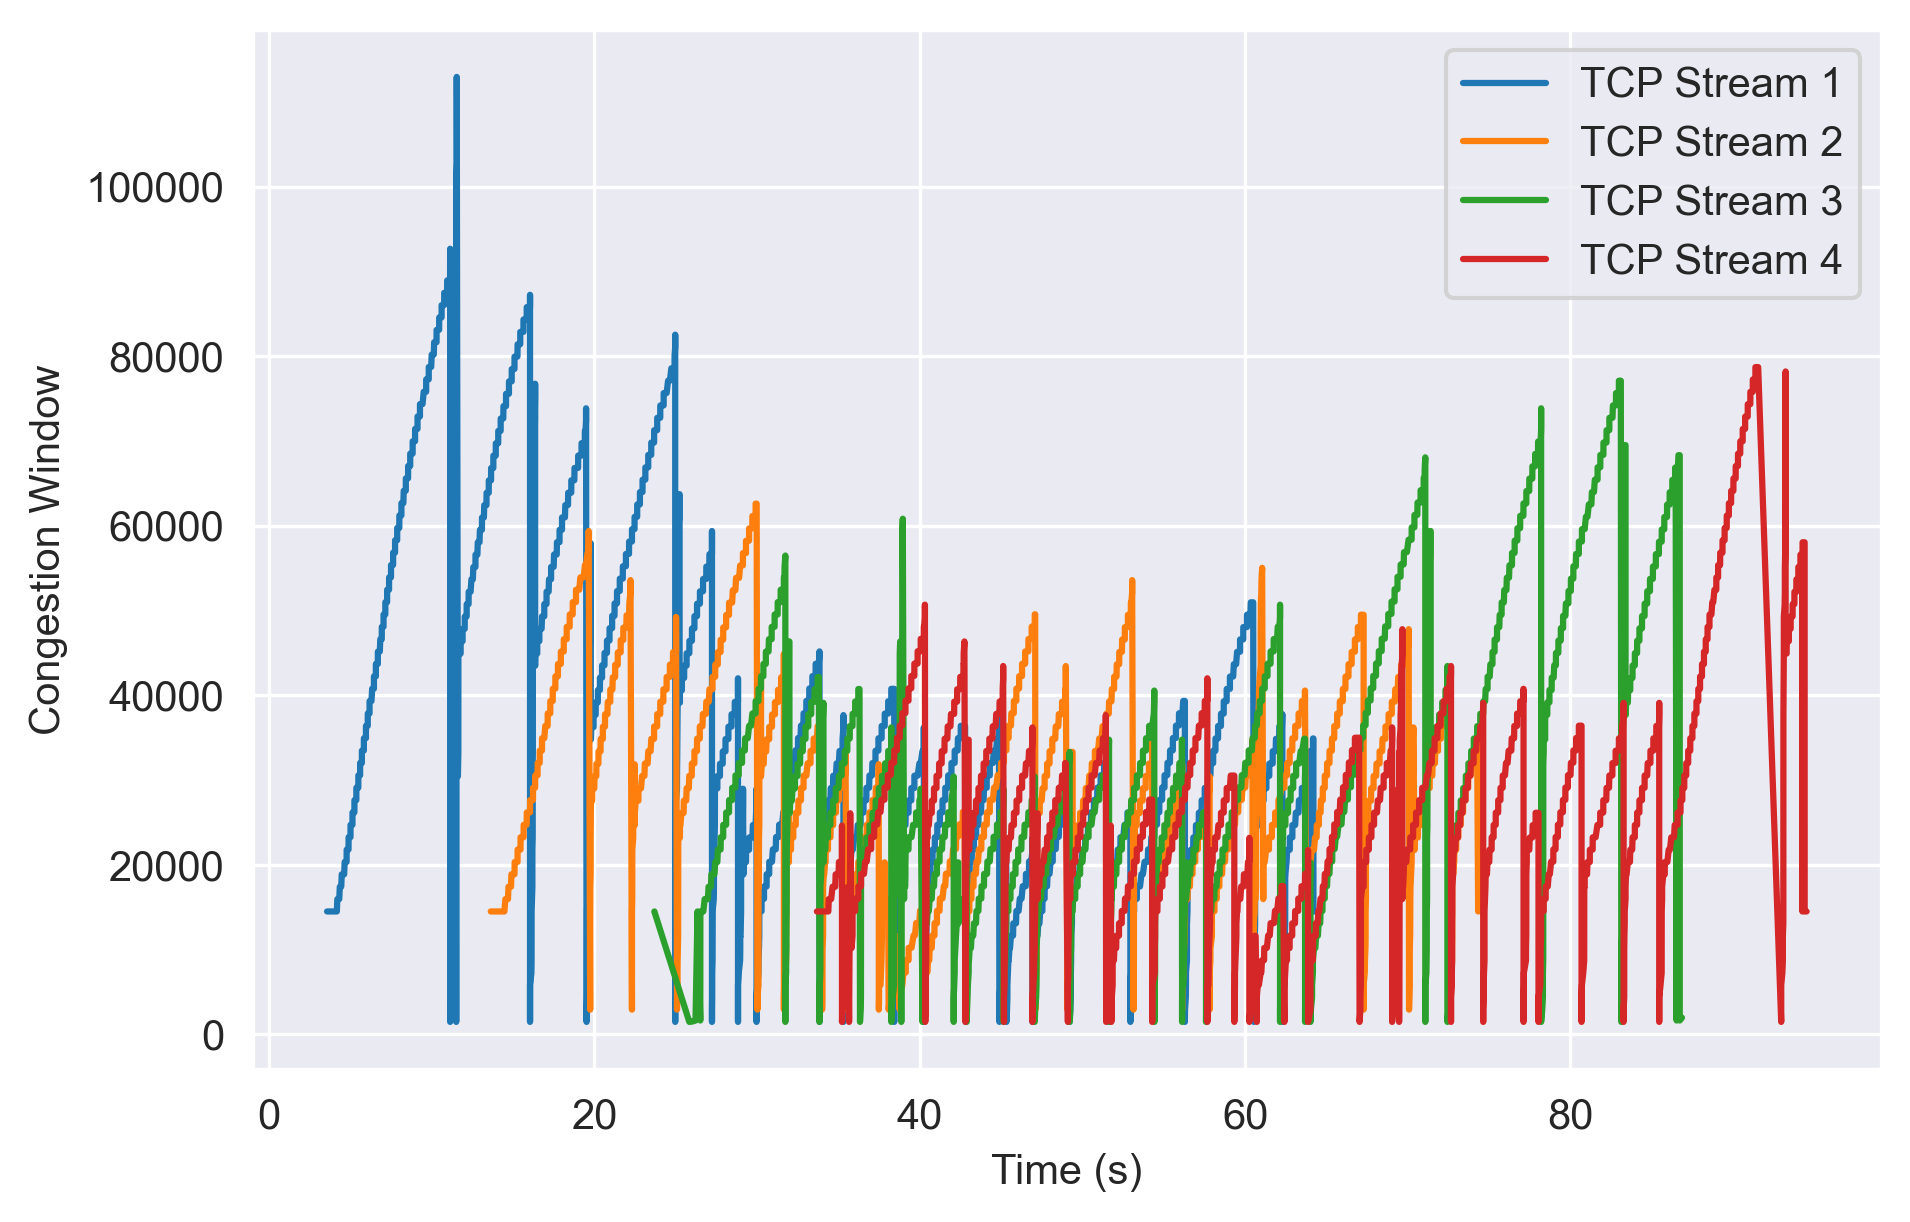 TCP Stream 1
TCP Stream 2
TCP Stream 3
TCP Stream 4
Congestion Window
100000
80000
60000
40000
20000
0
0 20 40 60 80
Time (s)